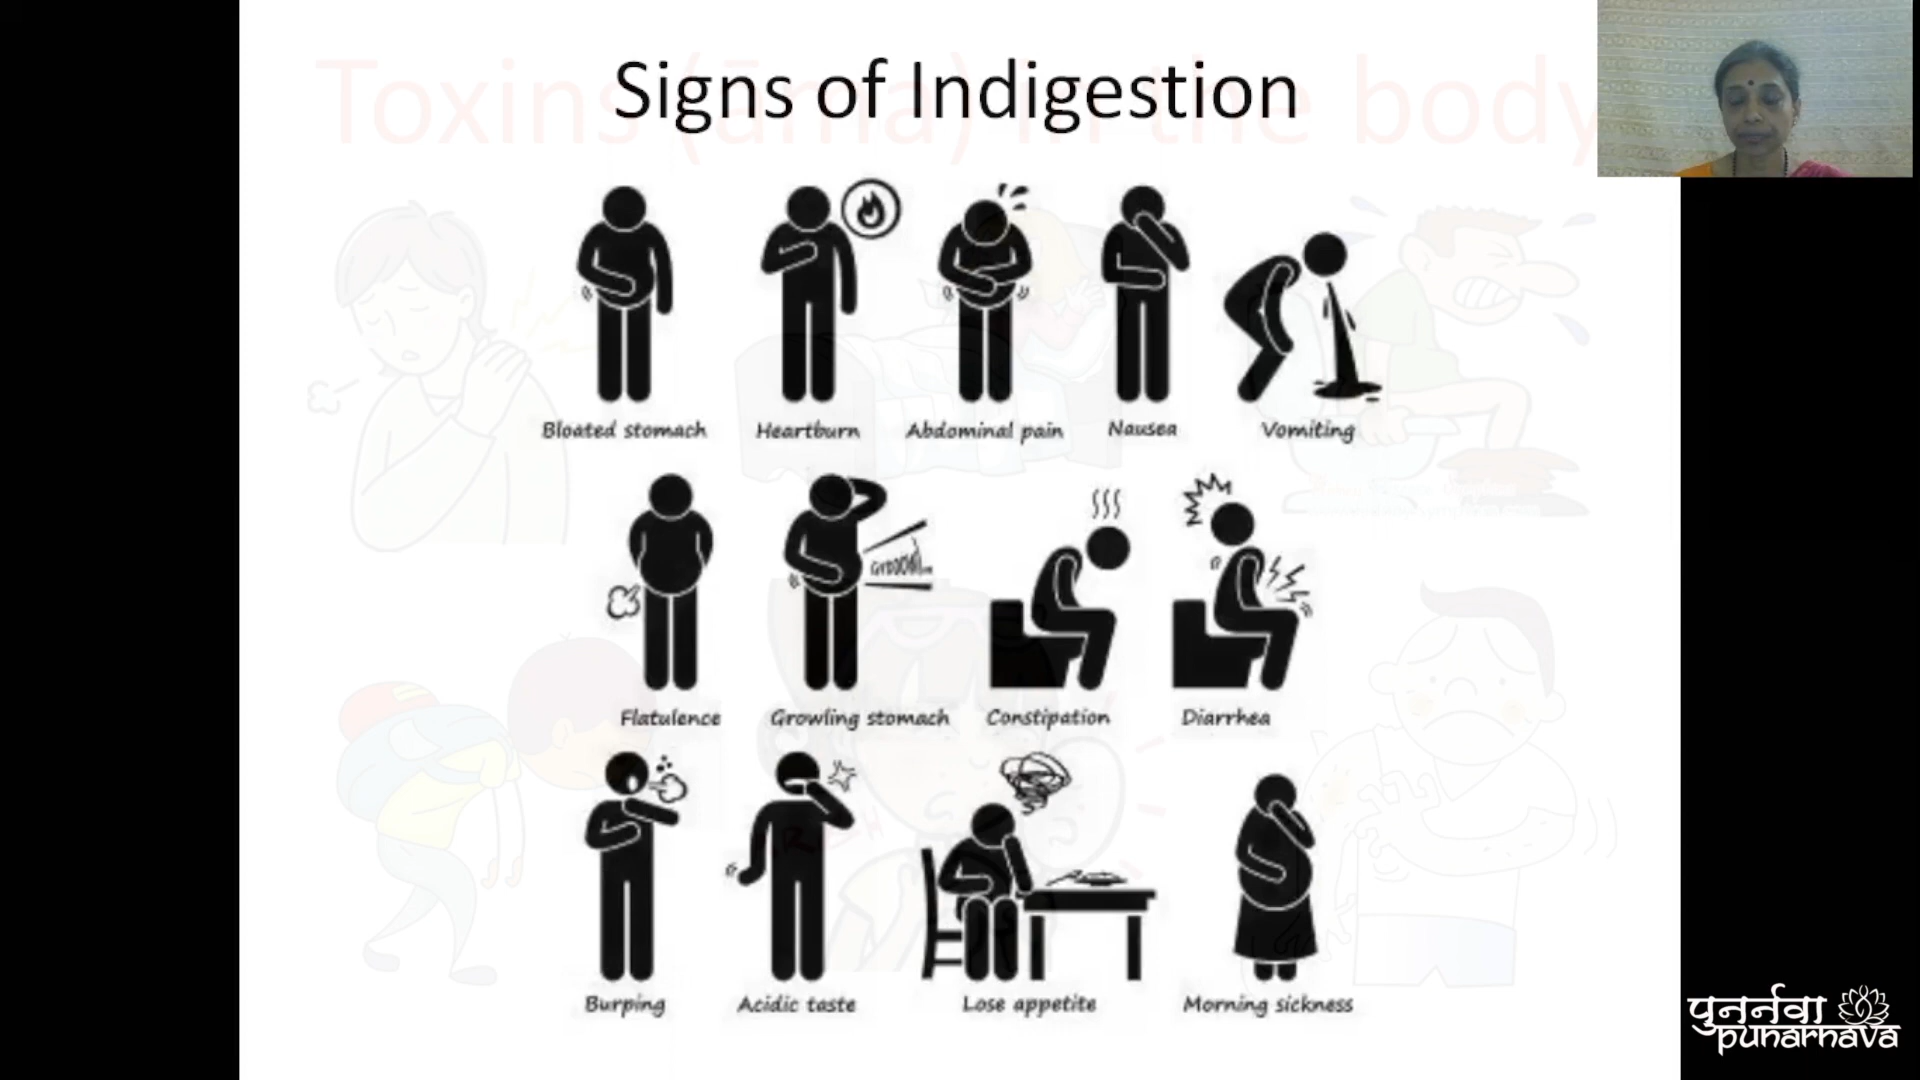 Toxins (āma) in the body
Signs of Indigestion
Bloated stomach Heartburn Abdominal pain Nausea Vomiting
Flatulence Growling stomach Constipation Diarrhea
Burping Acidic taste Lose appetite Morning sickness
पुनर्नवा
punarnava